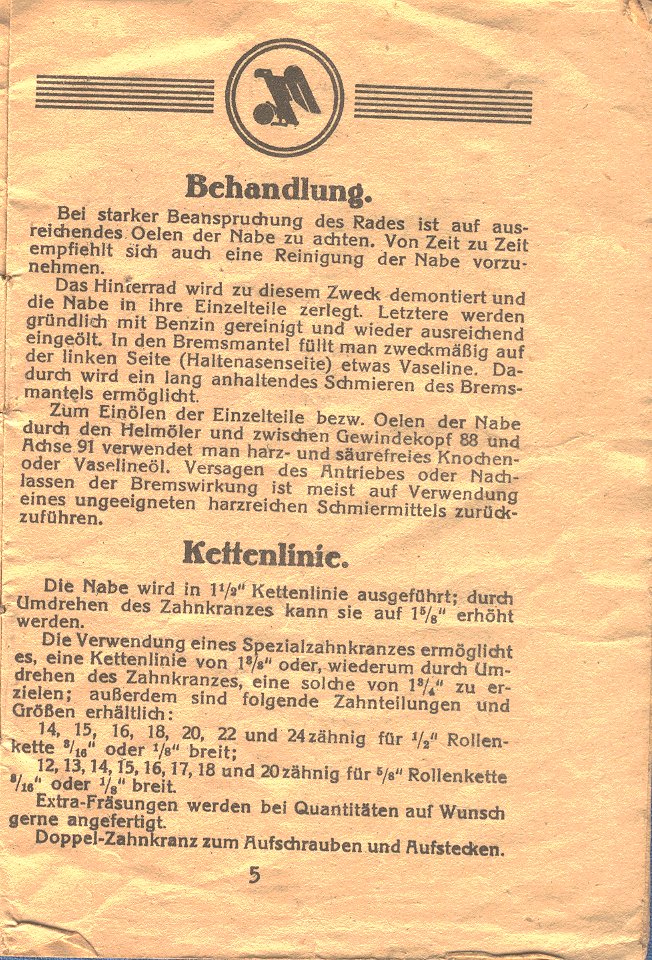 Behandlung.
Bei starker Beanspruchung des Rades ist auf aus-
reichendes Oelen der Nabe zu achten. Von Zeit zu Zeit
empfiehlt sich auch eine Reinigung der Nabe vorzu-
nehmen.
Das Hinterrad wird zu diesem Zweck demontiert und
die Nabe in ihre Einzelteile zerlegt. Letztere werden
gründlich mit Benzin gereinigt und wieder ausreichend
eingeölt. In den Bremsmantel füllt man zweckmäßig auf
der linken Seite (Haltenasenseite) etwas Vaseline. Da-
durch wird ein lang anhaltendes Schmieren des Brems-
mantels ermöglicht.
Zum Einölen der Einzelteile bezw. Oelen der Nabe
durch den Helmöler und zwischen Gewindekopf 88 und
Achse 91 verwendet man harz- und säurefreies Knochen-
oder Vaselineöl. Versagen des Antriebes oder Nach-
lassen der Bremswirkung ist meist auf Verwendung
eines ungeeigneten harzreichen Schmiermittels zurück-
zuführen.
Kettenlinie.
Die Nabe wird in 1 1/2" Kettenlinie ausgeführt; durch
Umdrehen des Zahnkranzes kann sie auf 1 5/8" erhöht
werden.
Die Verwendung eines Spezialzahnkranzes ermöglicht
es, eine Kettenlinie von 1 3/8" oder, wiederum durch Um-
drehen des Zahnkranzes, eine solche von 1 3/4" zu er-
zielen; außerdem sind folgende Zahnteilungen und
Größen erhältlich:
14, 15, 16, 18, 20, 22 und 24zähnig für 1/2" Rollen-
kette 3/16" oder 1/8" breit;
12, 13, 14, 15, 16, 17, 18 und 20zähnig für 5/8" Rollenkette
3/16" oder 1/8" breit.
Extra-Fräsungen werden bei Quantitäten auf Wunsch
gerne angefertigt.
Doppel-Zahnkranz zum Aufschrauben und Aufstecken.
5